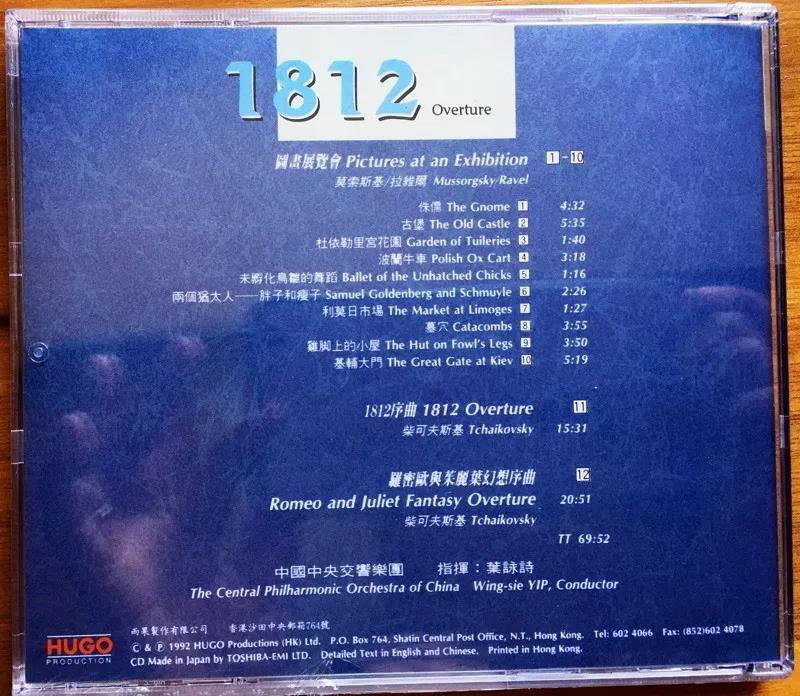 1812 Overture
圖畫展覽會 Pictures at an Exhibition 1 - 10
莫索斯基/拉維爾 Mussorgsky/Ravel
侏儒 The Gnome 1 4:32
古堡 The Old Castle 2 5:35
杜依勒里宮花園 Garden of Tuileries 3 1:40
波蘭牛車 Polish Ox Cart 4 3:18
未孵化鳥雛的舞蹈 Ballet of the Unhatched Chicks 5 1:16
兩個猶太人——胖子和瘦子 Samuel Goldenberg and Schmuyle 6 2:26
利莫日市場 The Market at Limoges 7 1:27
墓穴 Catacombs 8 3:55
雞脚上的小屋 The Hut on Fowl's Legs 9 3:50
基輔大門 The Great Gate at Kiev 10 5:19
1812序曲 1812 Overture 11
柴可夫斯基 Tchaikovsky 15:31
羅密歐與茱麗葉幻想序曲 12
Romeo and Juliet Fantasy Overture 20:51
柴可夫斯基 Tchaikovsky
TT 69:52
中國中央交響樂團 指揮：葉詠詩
The Central Philharmonic Orchestra of China Wing-sie YIP, Conductor
雨果製作有限公司 香港沙田中央郵箱764號
HUGO PRODUCTION
© & ℗ 1992 HUGO Productions (HK) Ltd. P.O. Box 764, Shatin Central Post Office, N.T., Hong Kong. Tel: 602 4066 Fax: (852)602 4078
CD Made in Japan by TOSHIBA-EMI LTD. Detailed Text in English and Chinese. Printed in Hong Kong.